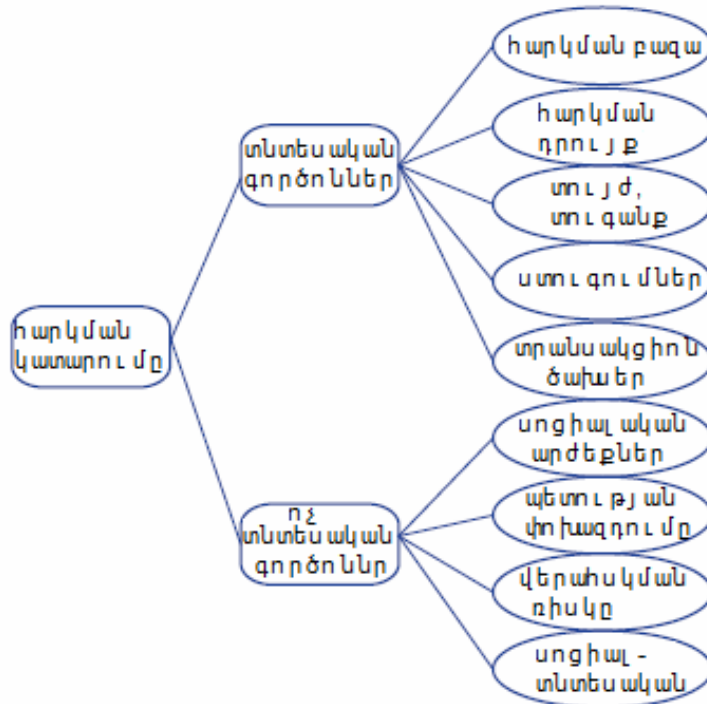 հարկման
կատարումը
տնտեսական
գործոններ
ոչ
տնտեսական
գործոննր
հարկման բազա
հարկման
դրույք
տույժ,
տուգանք
ստուգումներ
տրանսակցիոն
ծախսեր
սոցիալական
արժեքներ
պետության
փոխազդումը
վերահսկման
ռիսկը
սոցիալ -
տնտեսական